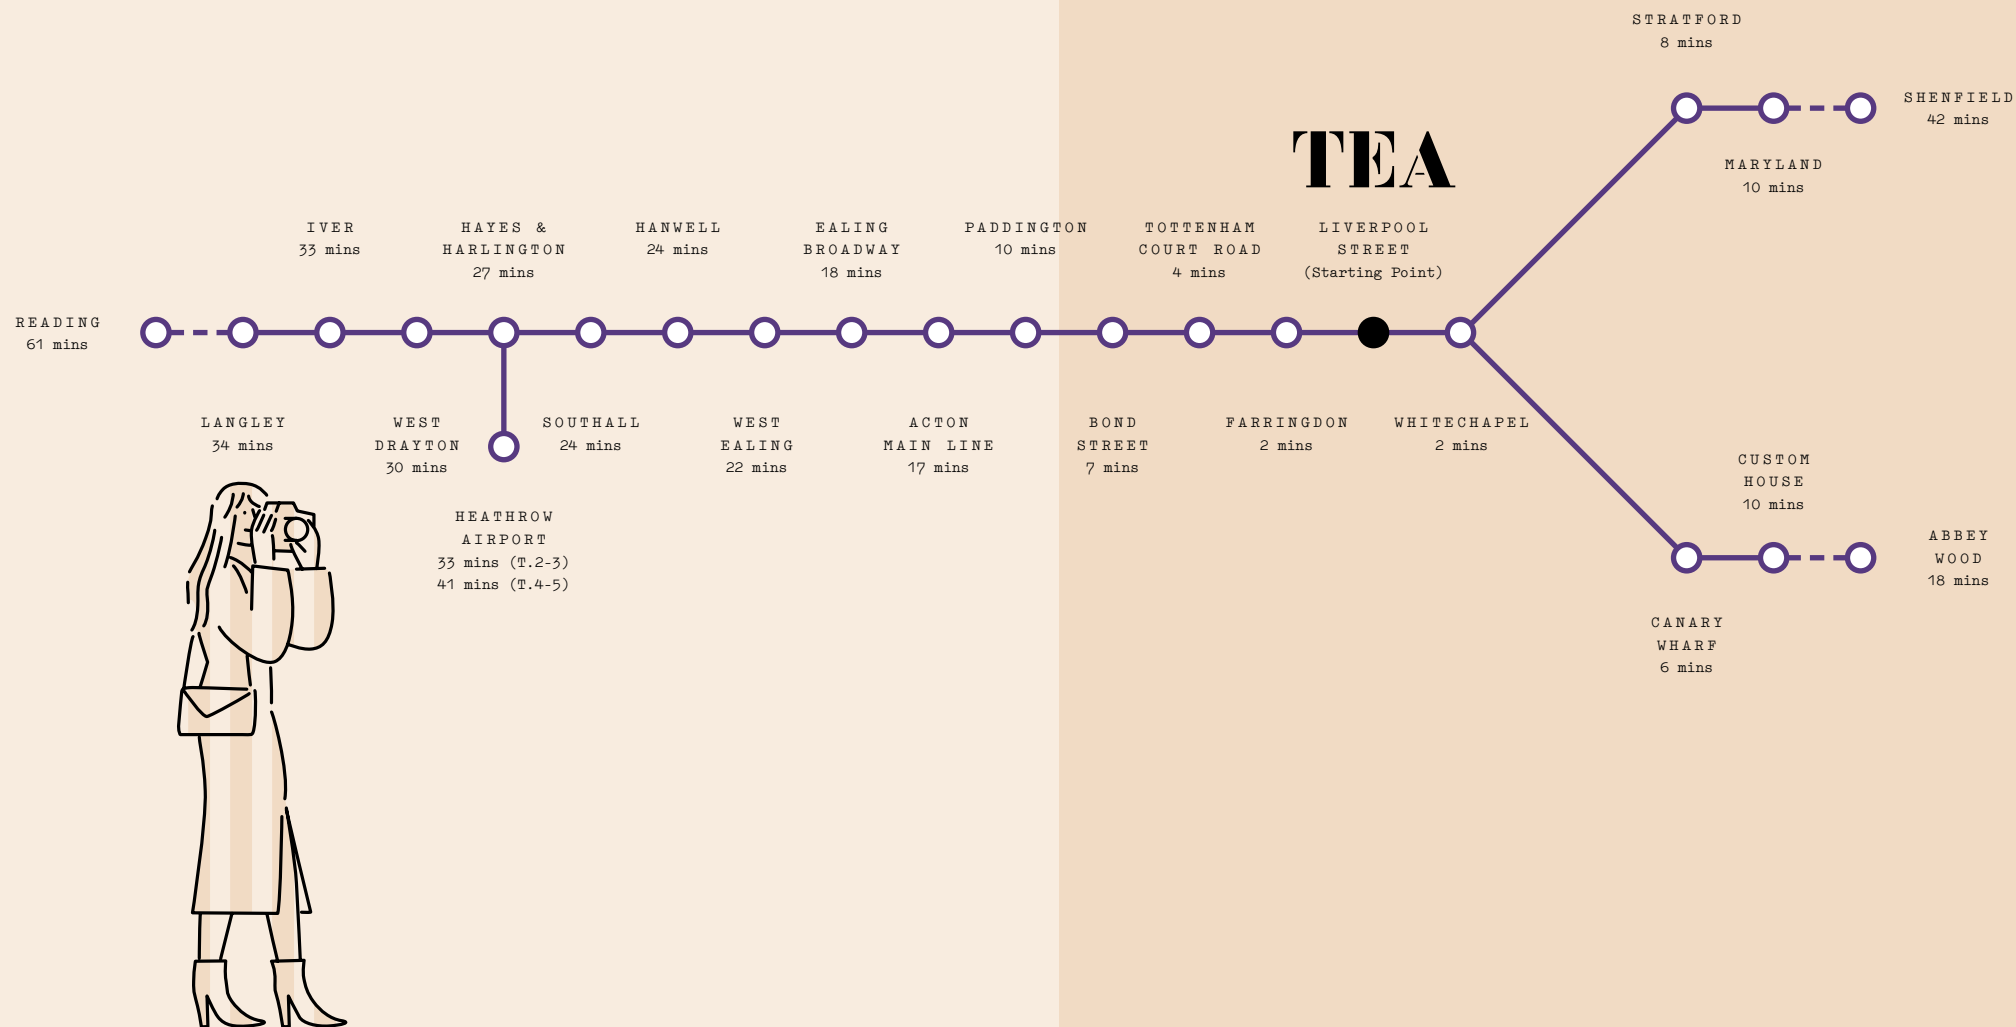 STRATFORD
8 mins
SHENFIELD
42 mins
TEA
MARYLAND
10 mins
IVER
33 mins
HAYES &
HARLINGTON
27 mins
HANWELL
24 mins
EALING
BROADWAY
18 mins
PADDINGTON
10 mins
TOTTENHAM
COURT ROAD
4 mins
LIVERPOOL
STREET
(Starting Point)
READING
61 mins
LANGLEY
34 mins
WEST
DRAYTON
30 mins
SOUTHALL
24 mins
WEST
EALING
22 mins
ACTON
MAIN LINE
17 mins
BOND
STREET
7 mins
FARRINGDON
2 mins
WHITECHAPEL
2 mins
HEATHROW
AIRPORT
33 mins (T.2-3)
41 mins (T.4-5)
CUSTOM
HOUSE
10 mins
ABBEY
WOOD
18 mins
CANARY
WHARF
6 mins